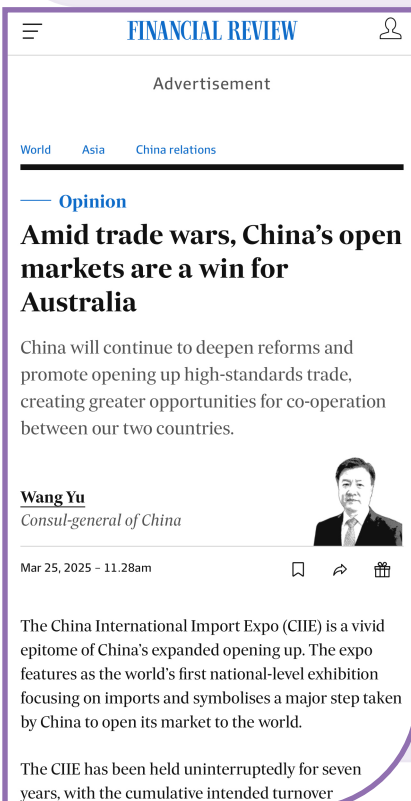 FINANCIAL REVIEW
Advertisement
World Asia China relations
Opinion
Amid trade wars, China’s open
markets are a win for
Australia
China will continue to deepen reforms and
promote opening up high-standards trade,
creating greater opportunities for co-operation
between our two countries.
Wang Yu
Consul-general of China
Mar 25, 2025 – 11.28am
The China International Import Expo (CIIE) is a vivid
epitome of China’s expanded opening up. The expo
features as the world’s first national-level exhibition
focusing on imports and symbolises a major step taken
by China to open its market to the world.
The CIIE has been held uninterruptedly for seven
years, with the cumulative intended turnover